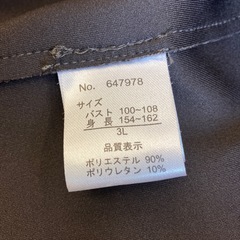 No. 647978
サイズ
バスト 100~108
身 長 154~162
3L
品質表示
ポリエステル 90%
ポリウレタン 10%